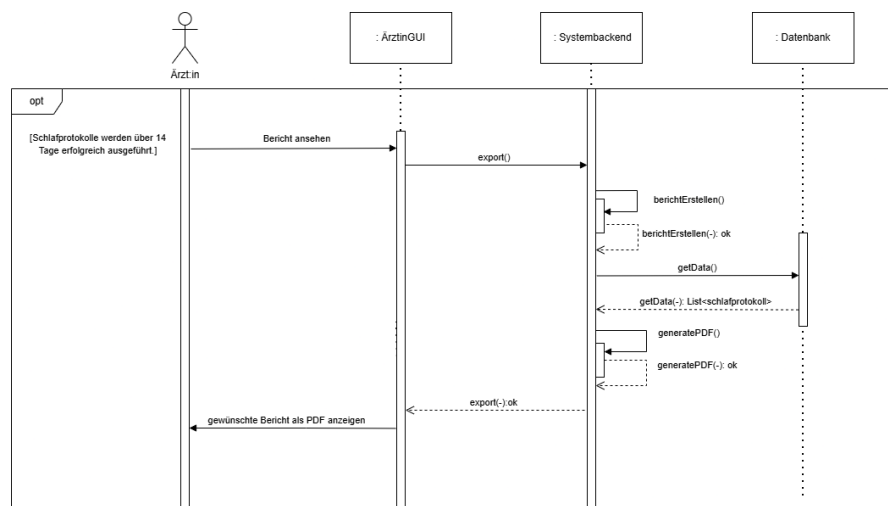 : ÄrztinGUI
: Systembackend
: Datenbank
Ärzt:in
opt
[Schlafprotokolle werden über 14
Tage erfolgreich ausgeführt.]
Bericht ansehen
export()
berichtErstellen()
berichtErstellen(-): ok
getData()
getData(-): List<schlafprotokoll>
generatePDF()
generatePDF(-): ok
export(-):ok
gewünschte Bericht als PDF anzeigen